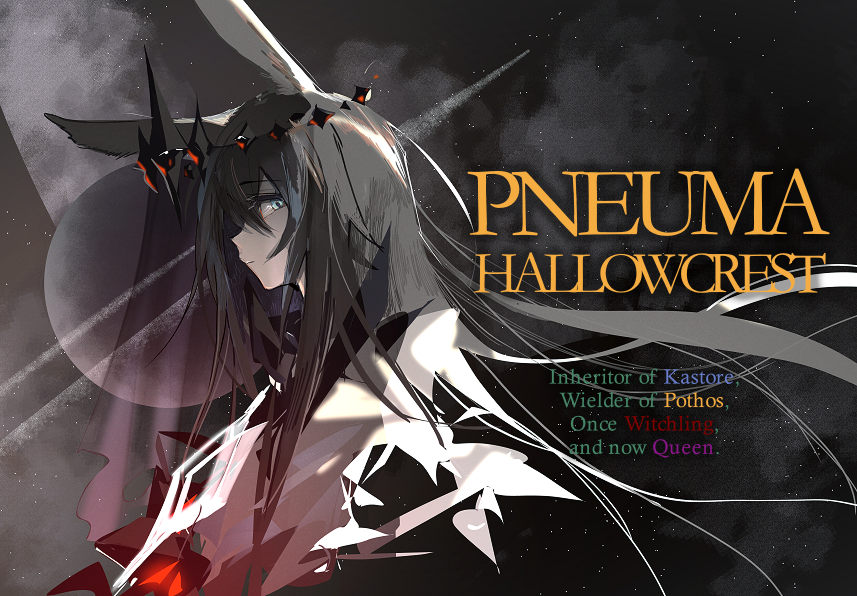 PNEUMA
HALLOWCREST
Inheritor of Kastore,
Wielder of Pothos,
Once Witchling,
and now Queen.